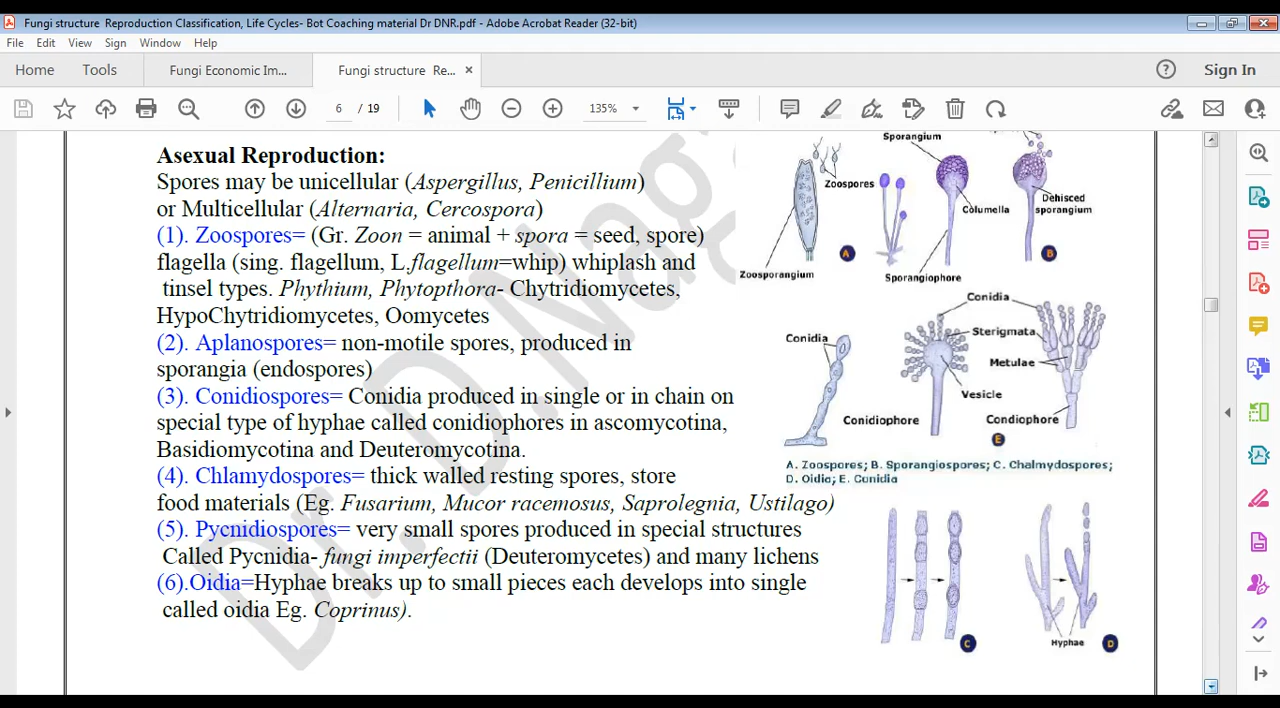 Fungi structure Reproduction Classification, Life Cycles- Bot Coaching material Dr DNR.pdf - Adobe Acrobat Reader (32-bit)
File Edit View Sign Window Help
Home Tools Fungi Economic Im... Fungi structure Re... × Sign In
6 / 19 135%
Asexual Reproduction:
Spores may be unicellular (Aspergillus, Penicillium)
or Multicellular (Alternaria, Cercospora)
(1). Zoospores= (Gr. Zoon = animal + spora = seed, spore)
flagella (sing. flagellum, L.flagellum=whip) whiplash and
tinsel types. Phythium, Phytopthora- Chytridiomycetes,
HypoChytridiomycetes, Oomycetes
(2). Aplanospores= non-motile spores, produced in
sporangia (endospores)
(3). Conidiospores= Conidia produced in single or in chain on
special type of hyphae called conidiophores in ascomycotina,
Basidiomycotina and Deuteromycotina.
(4). Chlamydospores= thick walled resting spores, store
food materials (Eg. Fusarium, Mucor racemosus, Saprolegnia, Ustilago)
(5). Pycnidiospores= very small spores produced in special structures
Called Pycnidia- fungi imperfectii (Deuteromycetes) and many lichens
(6).Oidia=Hyphae breaks up to small pieces each develops into single
called oidia Eg. Coprinus).
Sporangium
Zoospores
Columella
Dehisced
sporangium
A
B
Zoosporangium
Sporangiophore
Conidia
Sterigmata
Conidia
Metulae
Vesicle
Conidiophore
Condiophore
E
A. Zoospores; B. Sporangiospores; C. Chalmydospores;
D. Oidia; E. Conidia
Hyphae
C
D
Dr. D.Nag